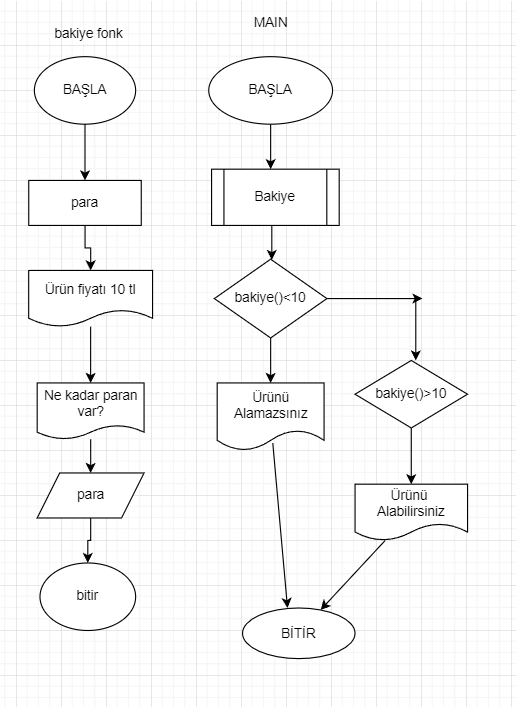 bakiye fonk
BAŞLA
para
Ürün fiyatı 10 tl
Ne kadar paran
var?
para
bitir
MAIN
BAŞLA
Bakiye
bakiye()<10
Ürünü
Alamazsınız
bakiye()>10
Ürünü
Alabilirsiniz
BİTİR